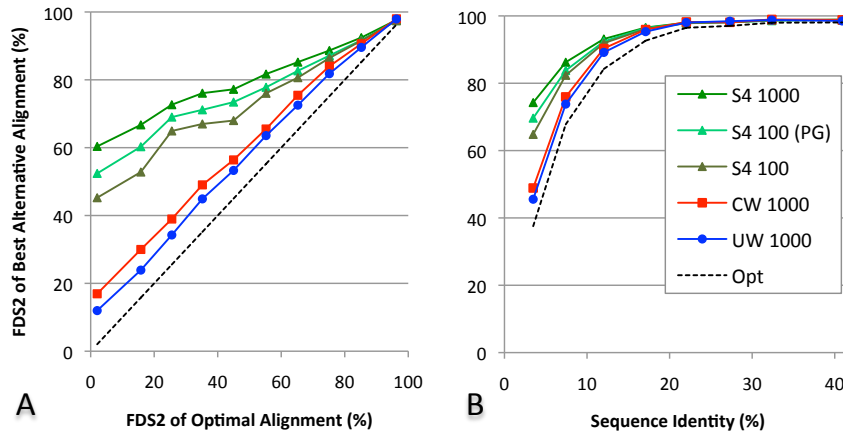 FDS2 of Best Alternative Alignment (%)
100
80
60
40
20
0
0 20 40 60 80 100
A
FDS2 of Optimal Alignment (%)
100
80
60
40
20
0
0 10 20 30 40
B
Sequence Identity (%)
S4 1000
S4 100 (PG)
S4 100
CW 1000
UW 1000
Opt